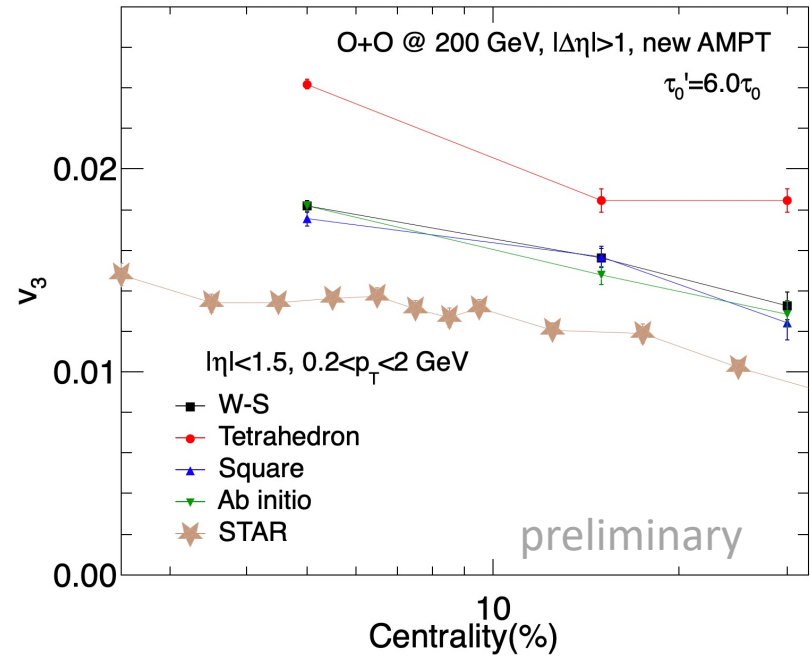 O+O @ 200 GeV, |Δη|>1, new AMPT
τ₀'=6.0τ₀
0.02
v₃
0.01
|η|<1.5, 0.2<p_T<2 GeV
W-S
Tetrahedron
Square
Ab initio
STAR
preliminary
0.00
10
Centrality(%)